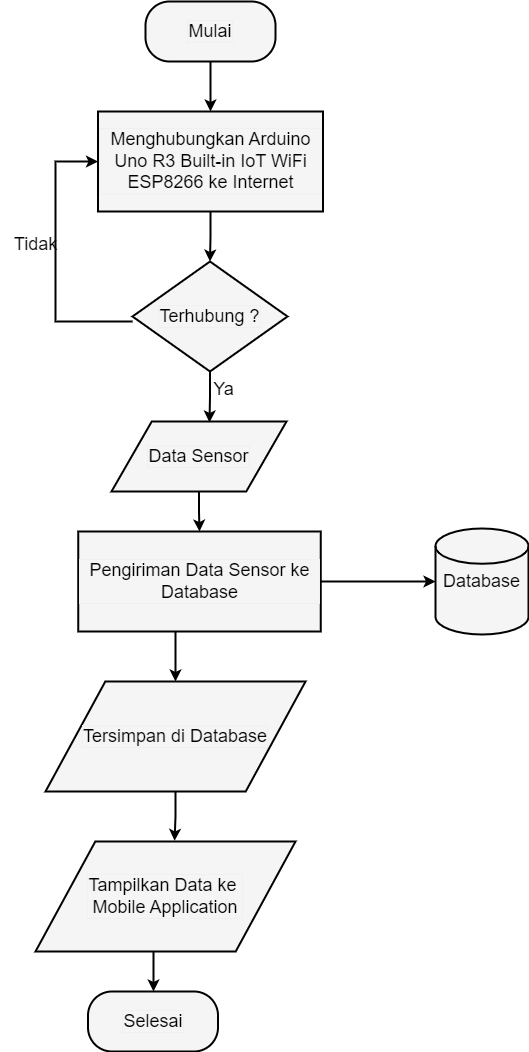 Mulai
Menghubungkan Arduino
Uno R3 Built-in IoT WiFi
ESP8266 ke Internet
Tidak
Terhubung ?
Ya
Data Sensor
Pengiriman Data Sensor ke
Database
Database
Tersimpan di Database
Tampilkan Data ke
Mobile Application
Selesai